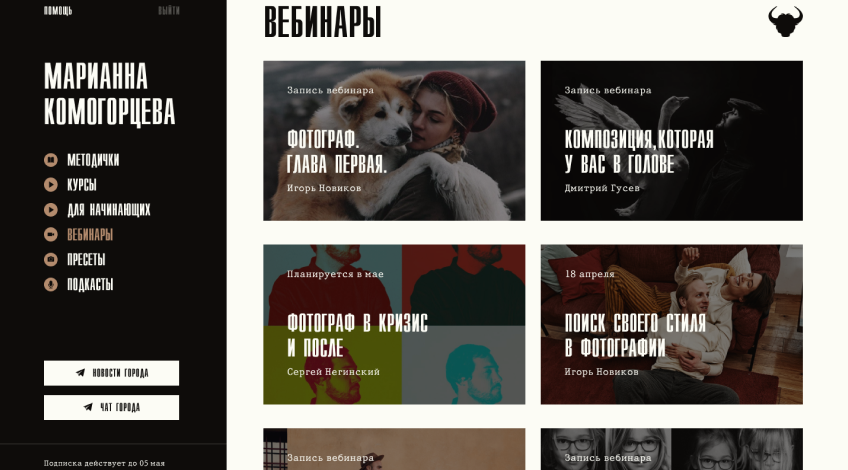 ПОМОЩЬ
ВЫЙТИ
МАРИАННА
КОМОГОРЦЕВА
МЕТОДИЧКИ
КУРСЫ
ДЛЯ НАЧИНАЮЩИХ
ВЕБИНАРЫ
ПРЕСЕТЫ
ПОДКАСТЫ
НОВОСТИ ГОРОДА
ЧАТ ГОРОДА
Подписка действует до 05 мая
ВЕБИНАРЫ
Запись вебинара
ФОТОГРАФ.
ГЛАВА ПЕРВАЯ.
Игорь Новиков
Запись вебинара
КОМПОЗИЦИЯ,КОТОРАЯ
У ВАС В ГОЛОВЕ
Дмитрий Гусев
Планируется в мае
ФОТОГРАФ В КРИЗИС
И ПОСЛЕ
Сергей Негинский
18 апреля
ПОИСК СВОЕГО СТИЛЯ
В ФОТОГРАФИИ
Игорь Новиков
Запись вебинара
Запись вебинара